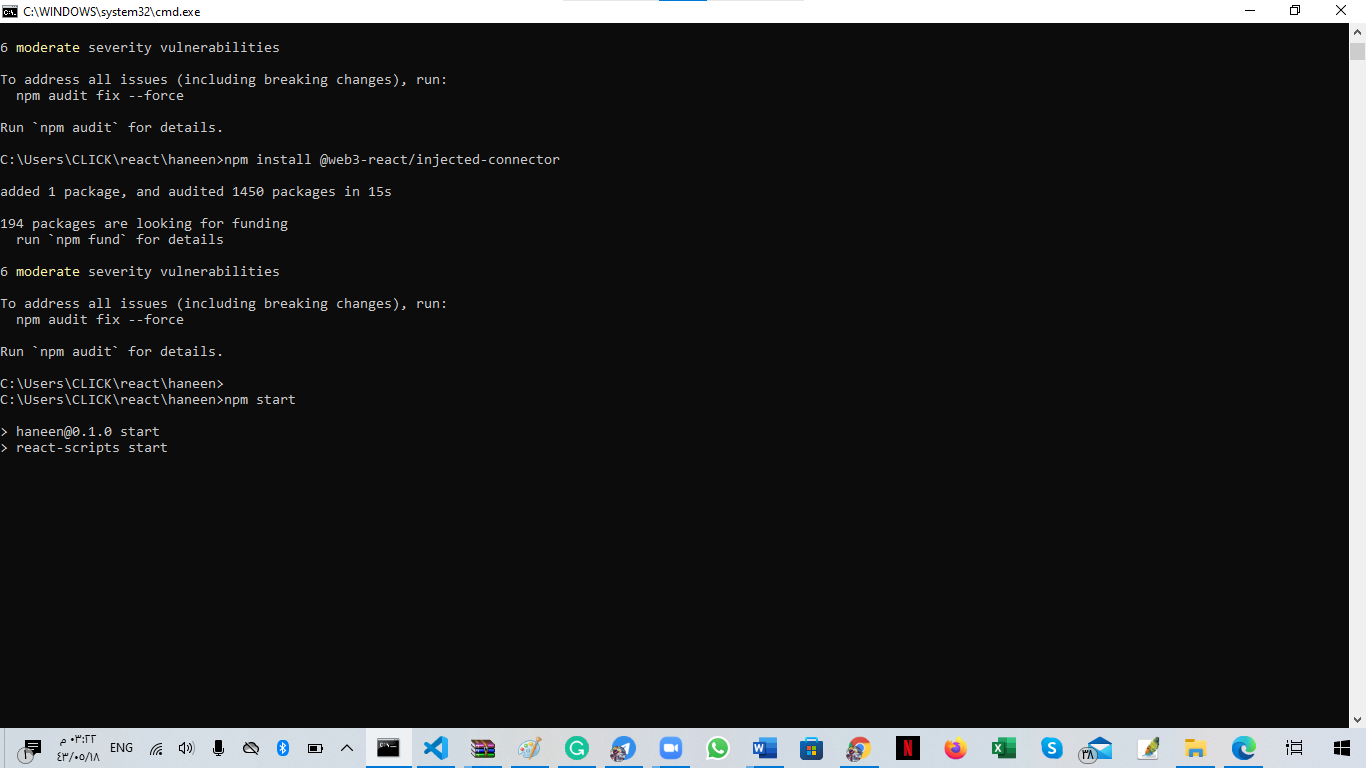 C:\WINDOWS\system32\cmd.exe
6 moderate severity vulnerabilities
To address all issues (including breaking changes), run:
npm audit fix --force
Run `npm audit` for details.
C:\Users\CLICK\react\haneen>npm install @web3-react/injected-connector
added 1 package, and audited 1450 packages in 15s
194 packages are looking for funding
run `npm fund` for details
6 moderate severity vulnerabilities
To address all issues (including breaking changes), run:
npm audit fix --force
Run `npm audit` for details.
C:\Users\CLICK\react\haneen>
C:\Users\CLICK\react\haneen>npm start
> haneen@0.1.0 start
> react-scripts start
٠٣:٢٢ م
٤٣/٠٥/١٨
ENG
١
٣٨